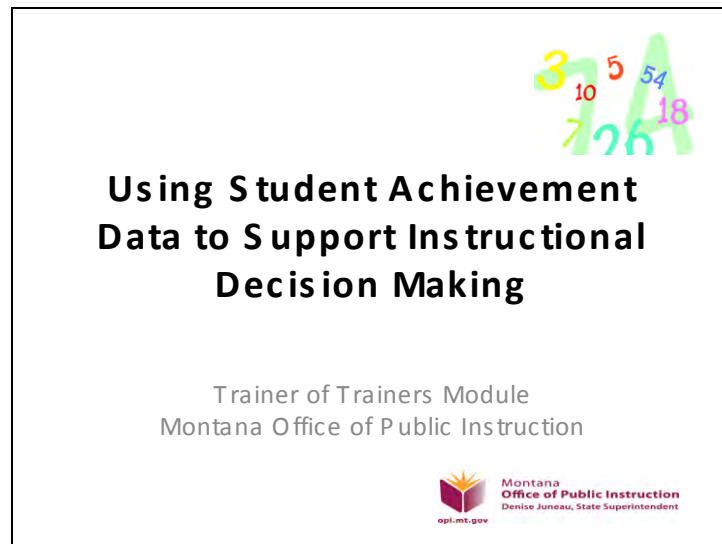 3
5
54
10
18
7
26
A
Using Student Achievement
Data to Support Instructional
Decision Making
Trainer of Trainers Module
Montana Office of Public Instruction
Montana
Office of Public Instruction
Denise Juneau, State Superintendent
opi.mt.gov